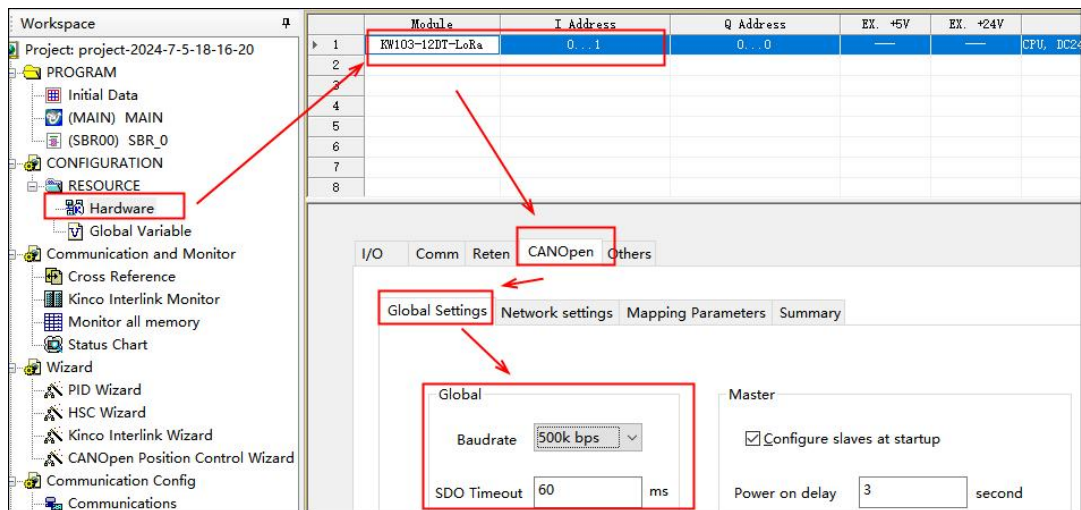 Workspace
Project: project-2024-7-5-18-16-20
PROGRAM
Initial Data
(MAIN) MAIN
(SBR00) SBR_0
CONFIGURATION
RESOURCE
Hardware
Global Variable
Communication and Monitor
Cross Reference
Kinco Interlink Monitor
Monitor all memory
Status Chart
Wizard
PID Wizard
HSC Wizard
Kinco Interlink Wizard
CANOpen Position Control Wizard
Communication Config
Communications
Module I Address Q Address EX. +5V EX. +24V
1 KW103-12DT-LoRa 0...1 0...0 — — CPU, DC24
2
3
4
5
6
7
8
I/O Comm Reten CANOpen Others
Global Settings Network settings Mapping Parameters Summary
Global
Baudrate 500k bps
SDO Timeout 60 ms
Master
Configure slaves at startup
Power on delay 3 second